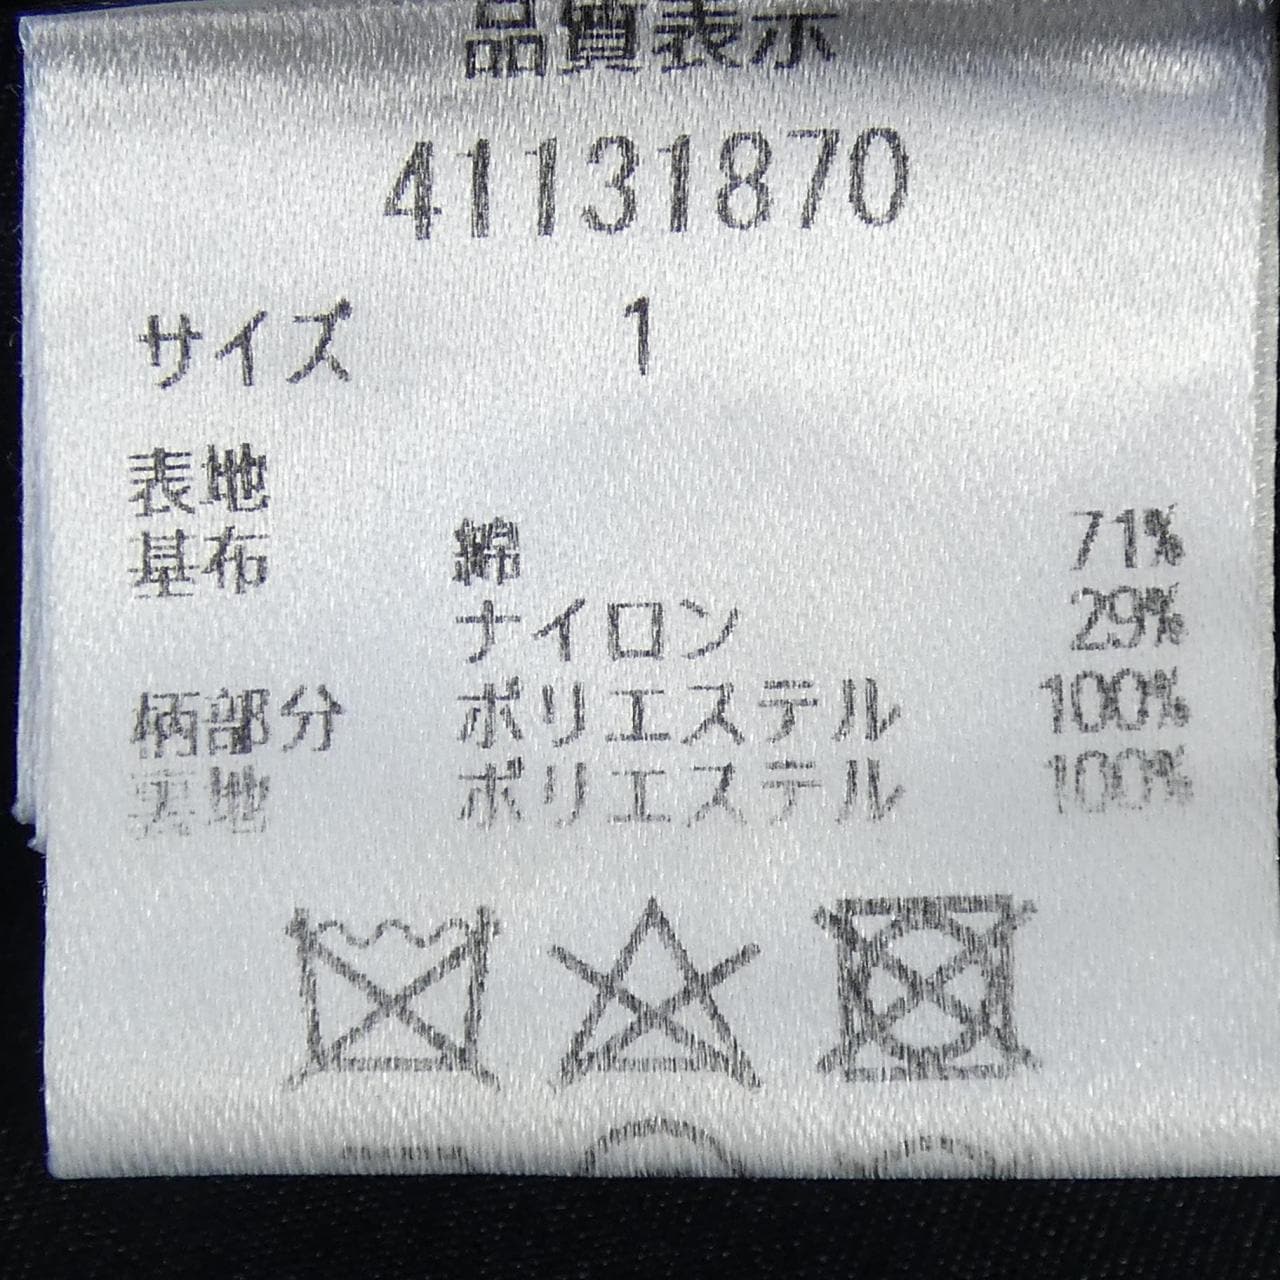 品質表示
41131870
サイズ 1
表地
基布 綿 71%
ナイロン 29%
柄部分 ポリエステル 100%
裏地 ポリエステル 100%